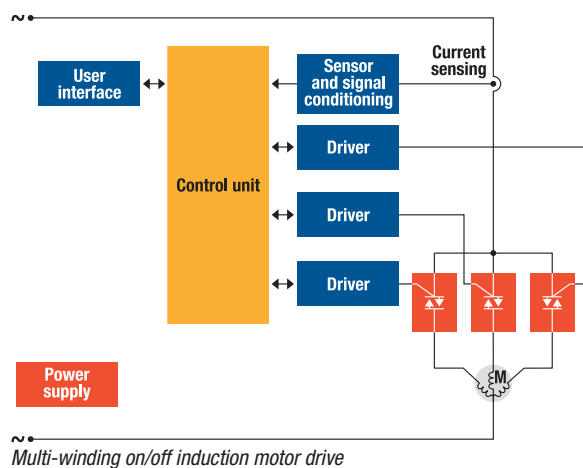 ~
User
interface
Control unit
Sensor
and signal
conditioning
Current
sensing
Driver
Driver
Driver
M
Power
supply
~
Multi-winding on/off induction motor drive